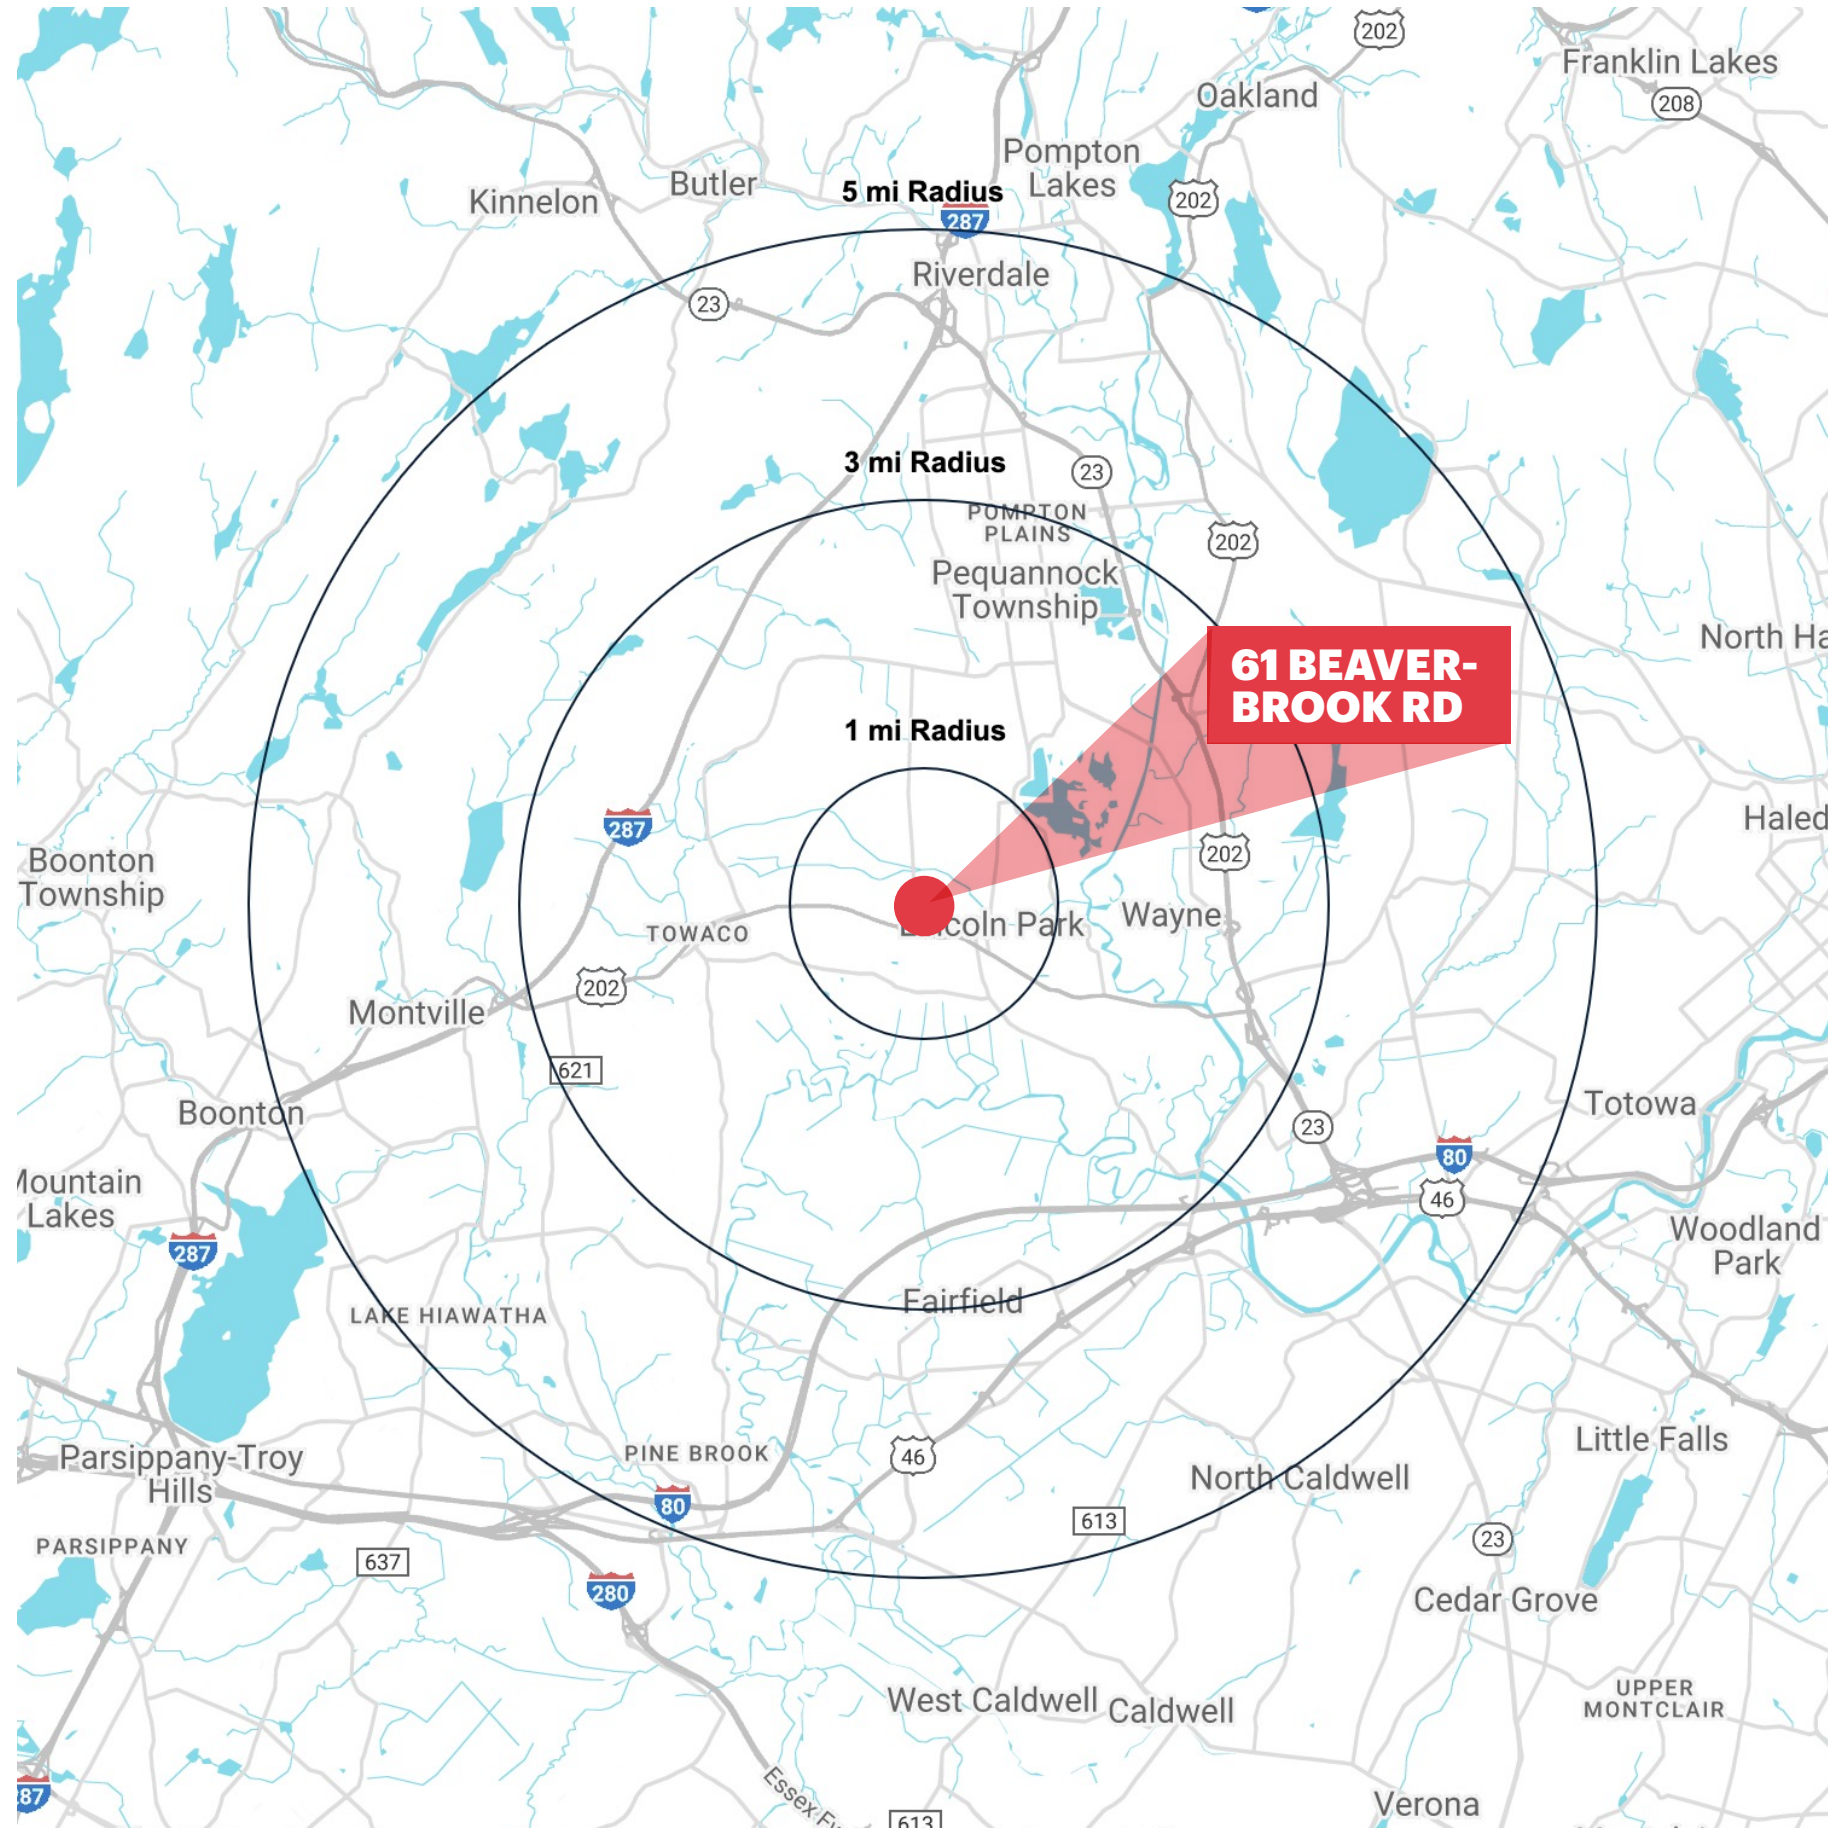 202
Franklin Lakes
208
Oakland
Pompton
Lakes
Butler
Kinnelon
5 mi Radius
202
287
Riverdale
23
3 mi Radius
23
POMPTON
PLAINS
202
Pequannock
Township
North Ha
61 BEAVER-
BROOK RD
1 mi Radius
287
Haled
202
Boonton
Township
Wayne
Lincoln Park
TOWACO
202
Montville
621
Boonton
Totowa
23
80
Mountain
Lakes
46
Woodland
Park
287
Fairfield
LAKE HIAWATHA
Little Falls
PINE BROOK
46
Parsippany-Troy
Hills
North Caldwell
80
613
23
PARSIPPANY
637
280
Cedar Grove
UPPER
MONTCLAIR
West Caldwell
Caldwell
87
Essex
Verona
613